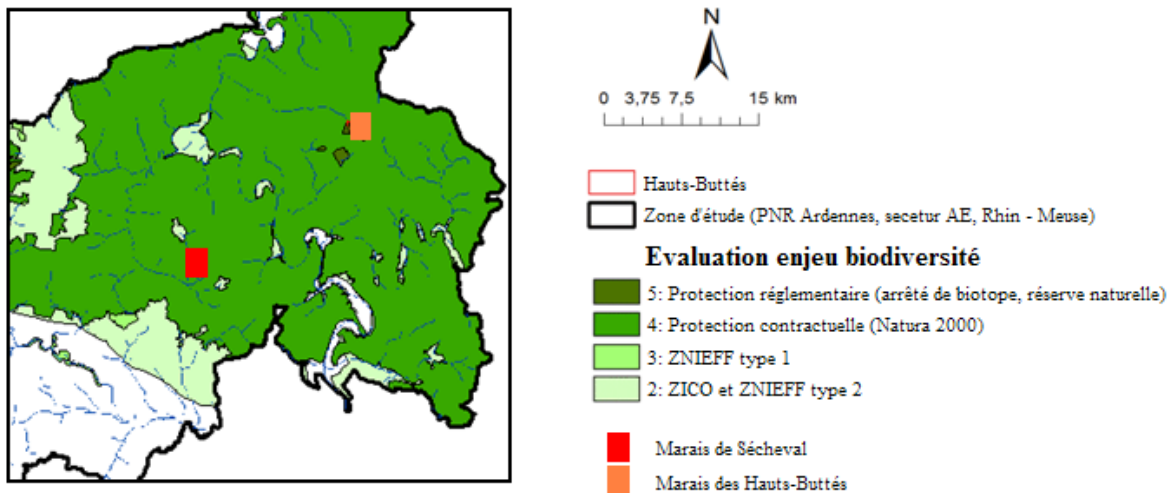 N
0 3,75 7,5 15 km
Hauts-Buttés
Zone d'étude (PNR Ardennes, secetur AE, Rhin - Meuse)
Evaluation enjeu biodiversité
5: Protection réglementaire (arrêté de biotope, réserve naturelle)
4: Protection contractuelle (Natura 2000)
3: ZNIEFF type 1
2: ZICO et ZNIEFF type 2
Marais de Sécheval
Marais des Hauts-Buttés